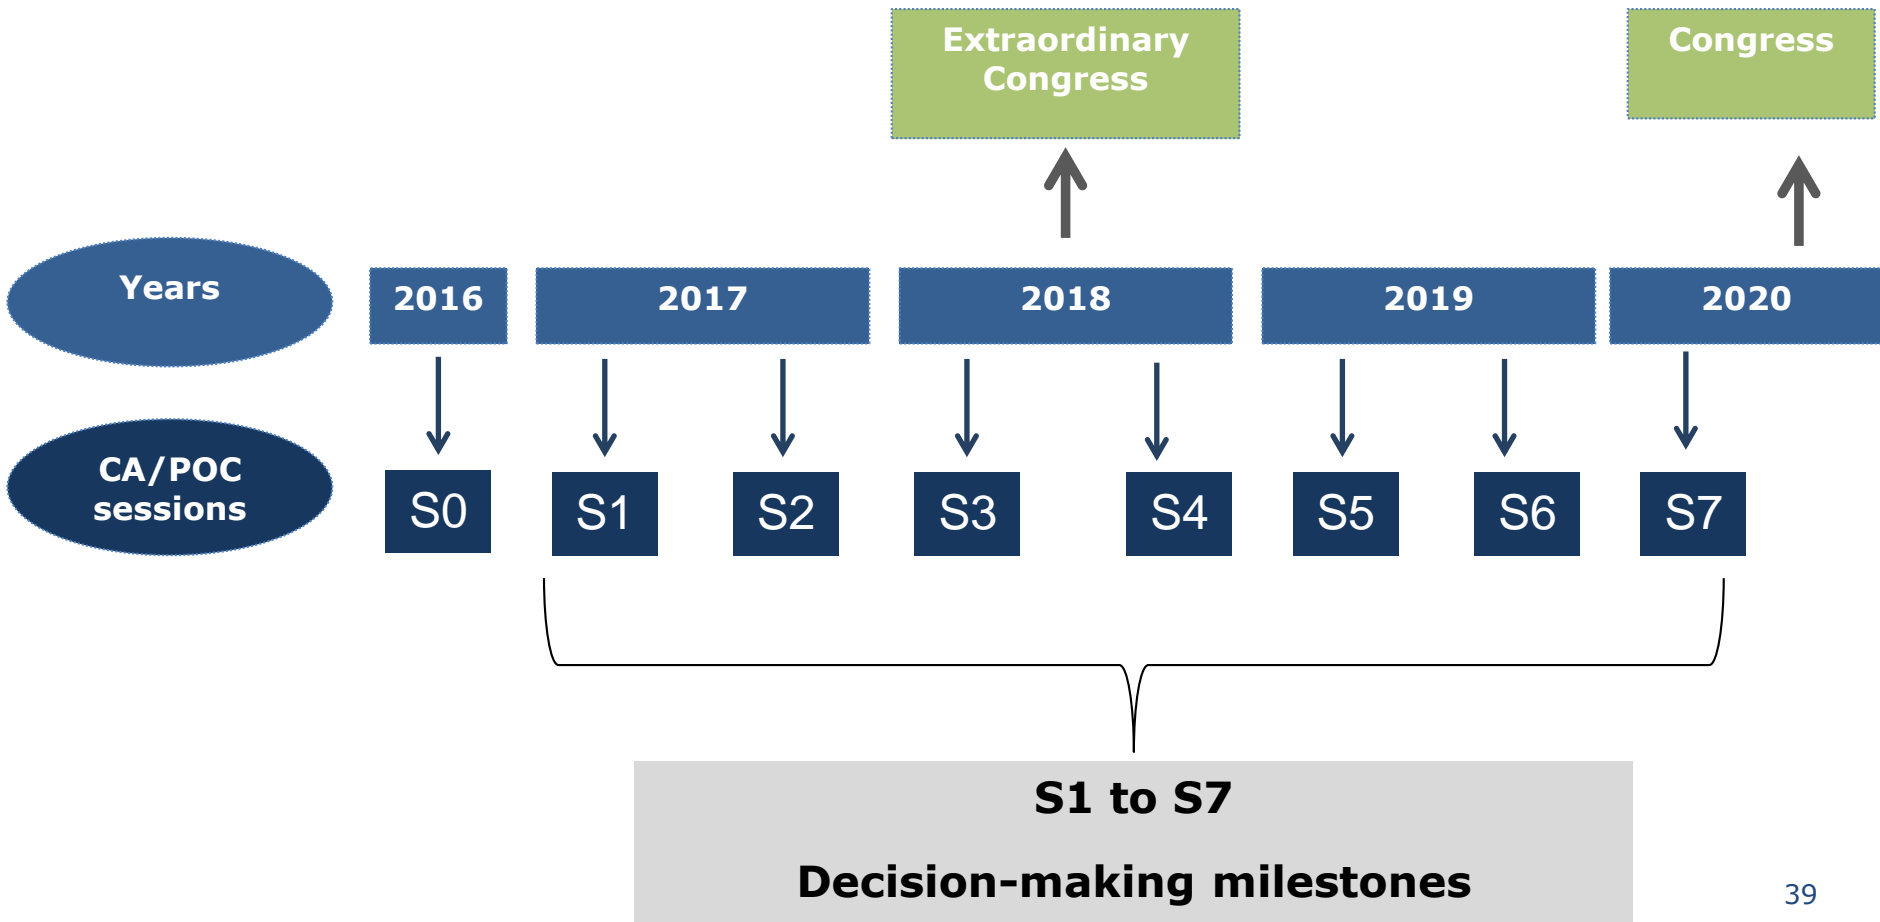 Extraordinary
Congress
Congress
Years
2016
2017
2018
2019
2020
CA/POC
sessions
S0
S1
S2
S3
S4
S5
S6
S7
S1 to S7
Decision-making milestones
39